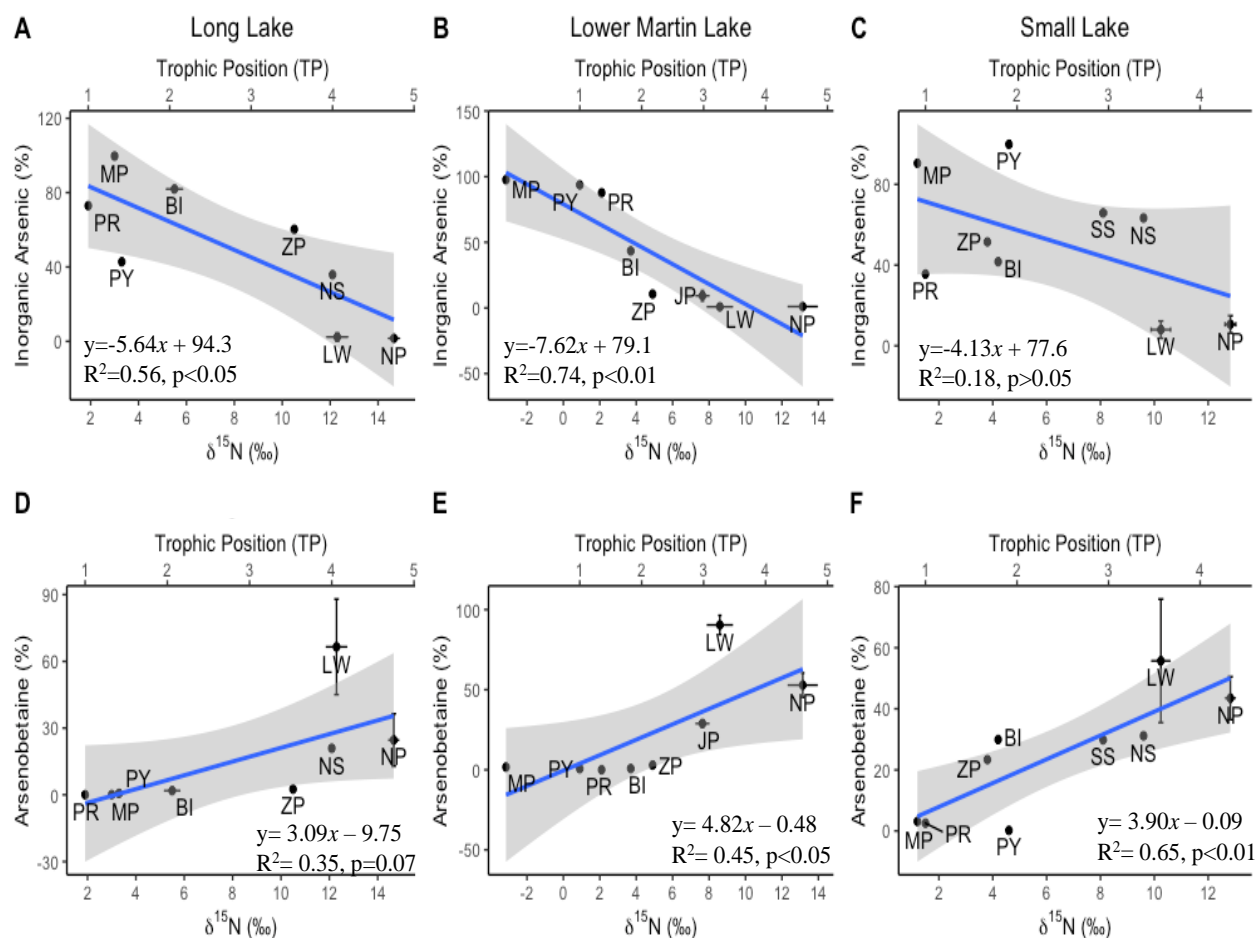 A
Long Lake
Trophic Position (TP)
1 2 3 4 5
Inorganic Arsenic (%)
120
80
40
0
MP
PR
PY
BI
ZP
NS
LW
NP
y=-5.64x + 94.3
R²=0.56, p<0.05
2 4 6 8 10 12 14
δ¹⁵N (‰)
B
Lower Martin Lake
Trophic Position (TP)
0 1 2 3 4 5
Inorganic Arsenic (%)
150
100
50
0
-50
MP
PY
PR
BI
ZP
JP
LW
NP
y=-7.62x + 79.1
R²=0.74, p<0.01
-2 0 2 4 6 8 10 12 14
δ¹⁵N (‰)
C
Small Lake
Trophic Position (TP)
1 2 3 4
Inorganic Arsenic (%)
80
40
0
MP
PY
ZP
BI
PR
SS
NS
LW
NP
y=-4.13x + 77.6
R²=0.18, p>0.05
2 4 6 8 10 12
δ¹⁵N (‰)
D
Trophic Position (TP)
1 2 3 4 5
Arsenobetaine (%)
90
60
30
0
-30
PR
MP
PY
BI
ZP
NS
LW
NP
y= 3.09x – 9.75
R²= 0.35, p=0.07
2 4 6 8 10 12 14
δ¹⁵N (‰)
E
Trophic Position (TP)
0 1 2 3 4 5
Arsenobetaine (%)
100
50
0
-50
MP
PY
PR
BI
ZP
JP
LW
NP
y= 4.82x – 0.48
R²= 0.45, p<0.05
-2 0 2 4 6 8 10 12 14
δ¹⁵N (‰)
F
Trophic Position (TP)
1 2 3 4
Arsenobetaine (%)
80
60
40
20
0
MP
PR
PY
ZP
BI
SS
NS
LW
NP
y= 3.90x – 0.09
R²= 0.65, p<0.01
2 4 6 8 10 12
δ¹⁵N (‰)